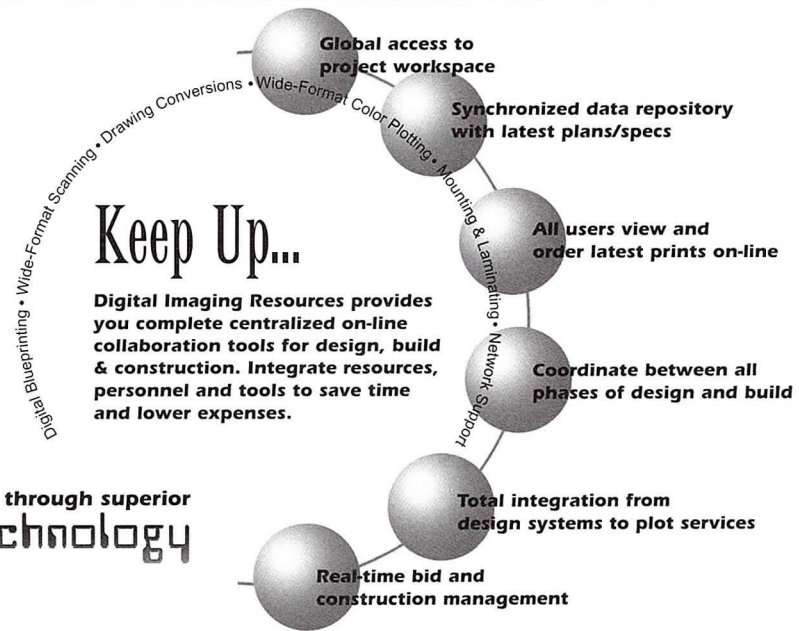 Global access to
project workspace
Synchronized data repository
with latest plans/specs
Digital Blueprinting • Wide-Format Scanning • Drawing Conversions • Wide-Format Color Plotting • Mounting & Laminating • Network Support
Keep Up...
All users view and
order latest prints on-line
Digital Imaging Resources provides
you complete centralized on-line
collaboration tools for design, build
& construction. Integrate resources,
personnel and tools to save time
and lower expenses.
Coordinate between all
phases of design and build
through superior
chnology
Total integration from
design systems to plot services
Real-time bid and
construction management